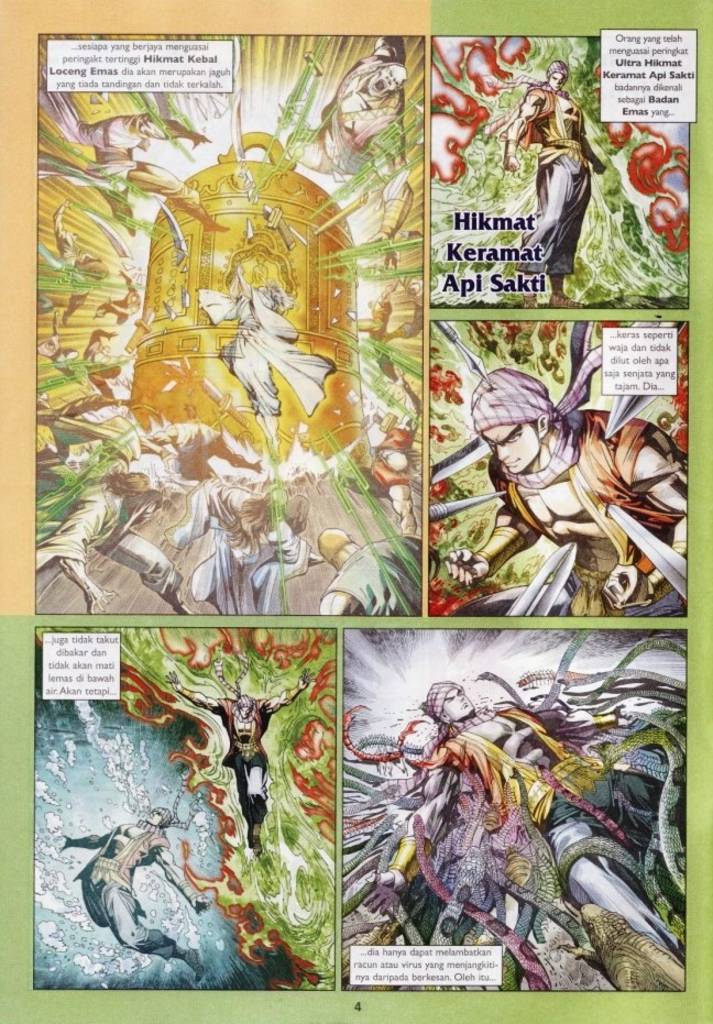 ...sesiapa yang berjaya menguasai
peringakt tertinggi Hikmat Kebal
Loceng Emas dia akan merupakan jaguh
yang tiada tandingan dan tidak terkalah.
Orang yang telah
menguasai peringkat
Ultra Hikmat
Keramat Api Sakti
badannya dikenali
sebagai Badan
Emas yang...
Hikmat
Keramat
Api Sakti
...keras seperti
waja dan tidak
dilut oleh apa
saja senjata yang
tajam. Dia...
...juga tidak takut
dibakar dan
tidak akan mati
lemas di bawah
air. Akan tetapi...
...dia hanya dapat melambatkan
racun atau virus yang menjangkiti-
nya daripada berkesan. Oleh itu...
4